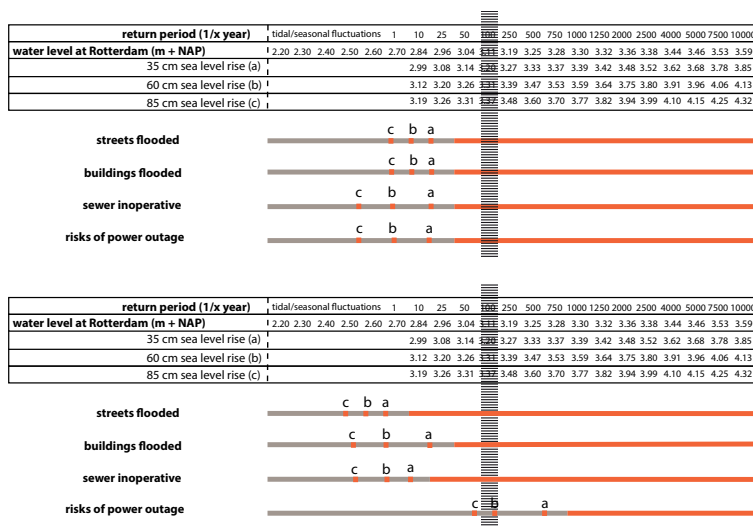 return period (1/x year) tidal/seasonal fluctuations 1 10 25 50 100 250 500 750 1000 1250 2000 2500 4000 5000 7500 10000
water level at Rotterdam (m + NAP) 2.20 2.30 2.40 2.50 2.60 2.70 2.84 2.96 3.04 3.11 3.19 3.25 3.28 3.30 3.32 3.36 3.38 3.44 3.46 3.53 3.59
35 cm sea level rise (a) 2.99 3.08 3.14 3.20 3.27 3.33 3.37 3.39 3.42 3.48 3.52 3.62 3.68 3.78 3.85
60 cm sea level rise (b) 3.12 3.20 3.26 3.31 3.39 3.47 3.53 3.59 3.64 3.75 3.80 3.91 3.96 4.06 4.13
85 cm sea level rise (c) 3.19 3.26 3.31 3.37 3.48 3.60 3.70 3.77 3.82 3.94 3.99 4.10 4.15 4.25 4.32
c b a
streets flooded
c b a
buildings flooded
c b a
sewer inoperative
c b a
risks of power outage
return period (1/x year) tidal/seasonal fluctuations 1 10 25 50 100 250 500 750 1000 1250 2000 2500 4000 5000 7500 10000
water level at Rotterdam (m + NAP) 2.20 2.30 2.40 2.50 2.60 2.70 2.84 2.96 3.04 3.11 3.19 3.25 3.28 3.30 3.32 3.36 3.38 3.44 3.46 3.53 3.59
35 cm sea level rise (a) 2.99 3.08 3.14 3.20 3.27 3.33 3.37 3.39 3.42 3.48 3.52 3.62 3.68 3.78 3.85
60 cm sea level rise (b) 3.12 3.20 3.26 3.31 3.39 3.47 3.53 3.59 3.64 3.75 3.80 3.91 3.96 4.06 4.13
85 cm sea level rise (c) 3.19 3.26 3.31 3.37 3.48 3.60 3.70 3.77 3.82 3.94 3.99 4.10 4.15 4.25 4.32
c b a
streets flooded
c b a
buildings flooded
c b a
sewer inoperative
c b a
risks of power outage